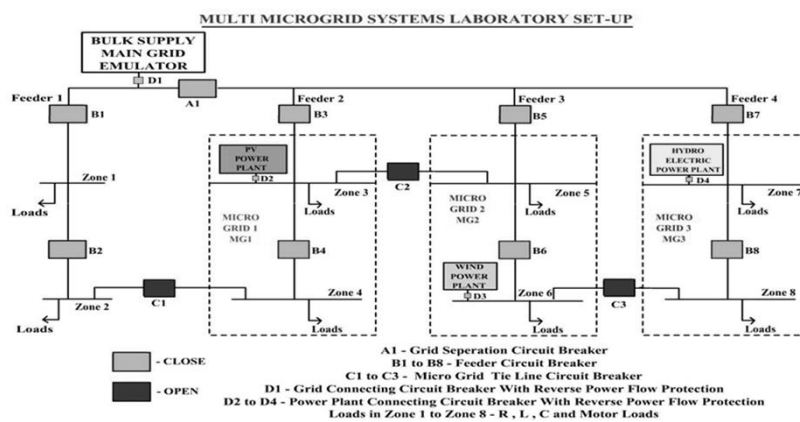 MULTI MICROGRID SYSTEMS LABORATORY SET-UP
BULK SUPPLY
MAIN GRID
EMULATOR
D1
A1
Feeder 1
Feeder 2
Feeder 3
Feeder 4
B1
B3
B5
B7
PV
POWER
PLANT
D2
HYDRO
ELECTRIC
POWER PLANT
D4
Zone 1
Zone 3
C2
Zone 5
Zone 7
Loads
Loads
Loads
Loads
MICRO
GRID 1
MG1
MICRO
GRID 2
MG2
MICRO
GRID 3
MG3
B2
B4
B6
B8
WIND
POWER
PLANT
D3
Zone 2
C1
Zone 4
Zone 6
C3
Zone 8
Loads
Loads
Loads
Loads
- CLOSE
- OPEN
A1 - Grid Seperation Circuit Breaker
B1 to B8 - Feeder Circuit Breaker
C1 to C3 - Micro Grid Tie Line Circuit Breaker
D1 - Grid Connecting Circuit Breaker With Reverse Power Flow Protection
D2 to D4 - Power Plant Connecting Circuit Breaker With Reverse Power Flow Protection
Loads in Zone 1 to Zone 8 - R , L , C and Motor Loads